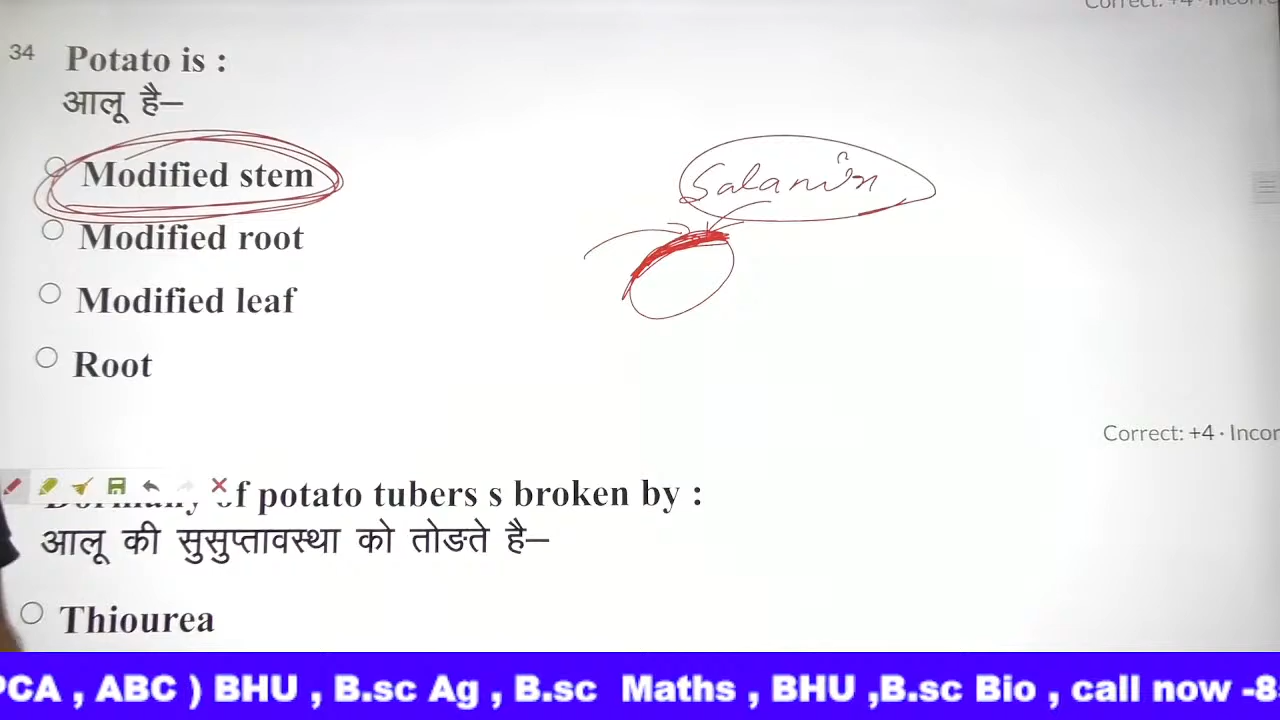 Correct: +4 · Incorre
34 Potato is :
आलू है–
Modified stem
Salanin
Modified root
Modified leaf
Root
Correct: +4 · Incor
of potato tubers s broken by :
आलू की सुसुप्तावस्था को तोङते है–
Thiourea
PCA , ABC ) BHU , B.sc Ag , B.sc Maths , BHU ,B.sc Bio , call now -8